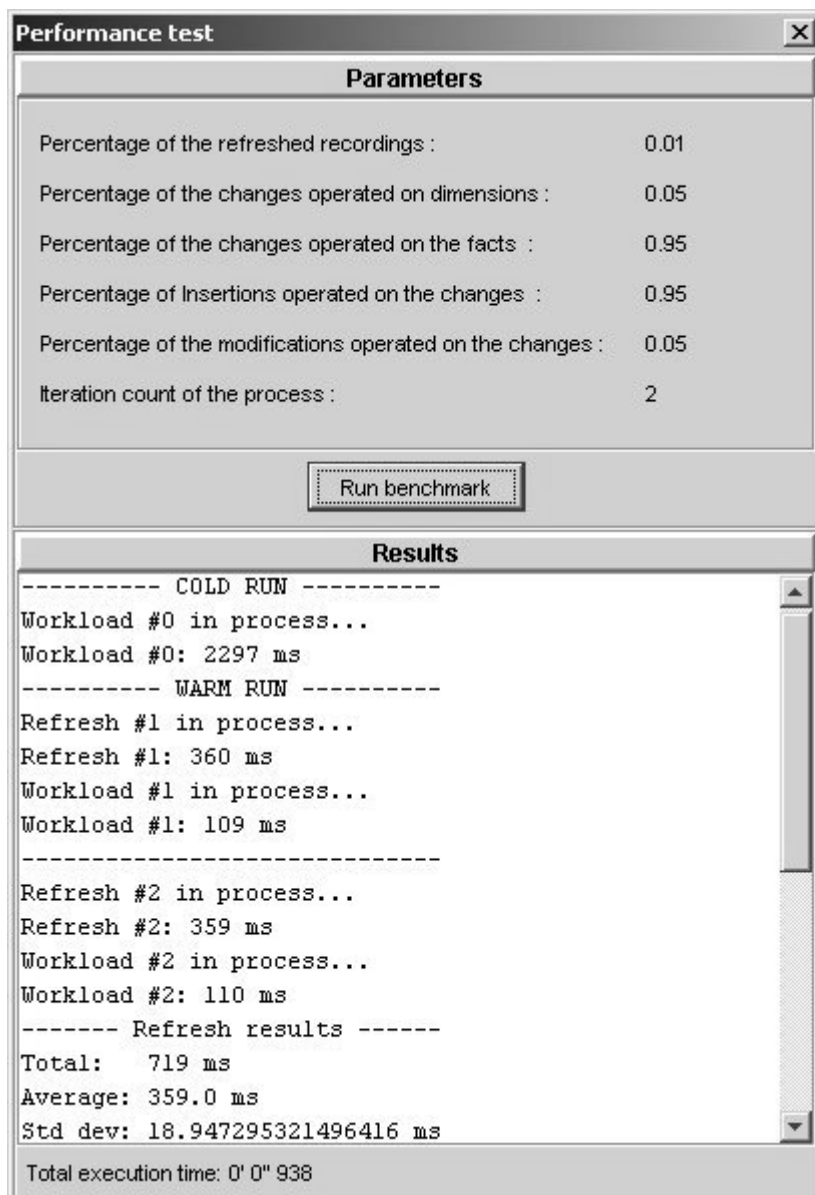 Performance test
Parameters
Percentage of the refreshed recordings : 0.01
Percentage of the changes operated on dimensions : 0.05
Percentage of the changes operated on the facts : 0.95
Percentage of Insertions operated on the changes : 0.95
Percentage of the modifications operated on the changes : 0.05
Iteration count of the process : 2
Run benchmark
Results
---------- COLD RUN ----------
Workload #0 in process...
Workload #0: 2297 ms
---------- WARM RUN ----------
Refresh #1 in process...
Refresh #1: 360 ms
Workload #1 in process...
Workload #1: 109 ms
------------------------------
Refresh #2 in process...
Refresh #2: 359 ms
Workload #2 in process...
Workload #2: 110 ms
------- Refresh results ------
Total:   719 ms
Average: 359.0 ms
Std dev: 18.947295321496416 ms
Total execution time: 0' 0" 938